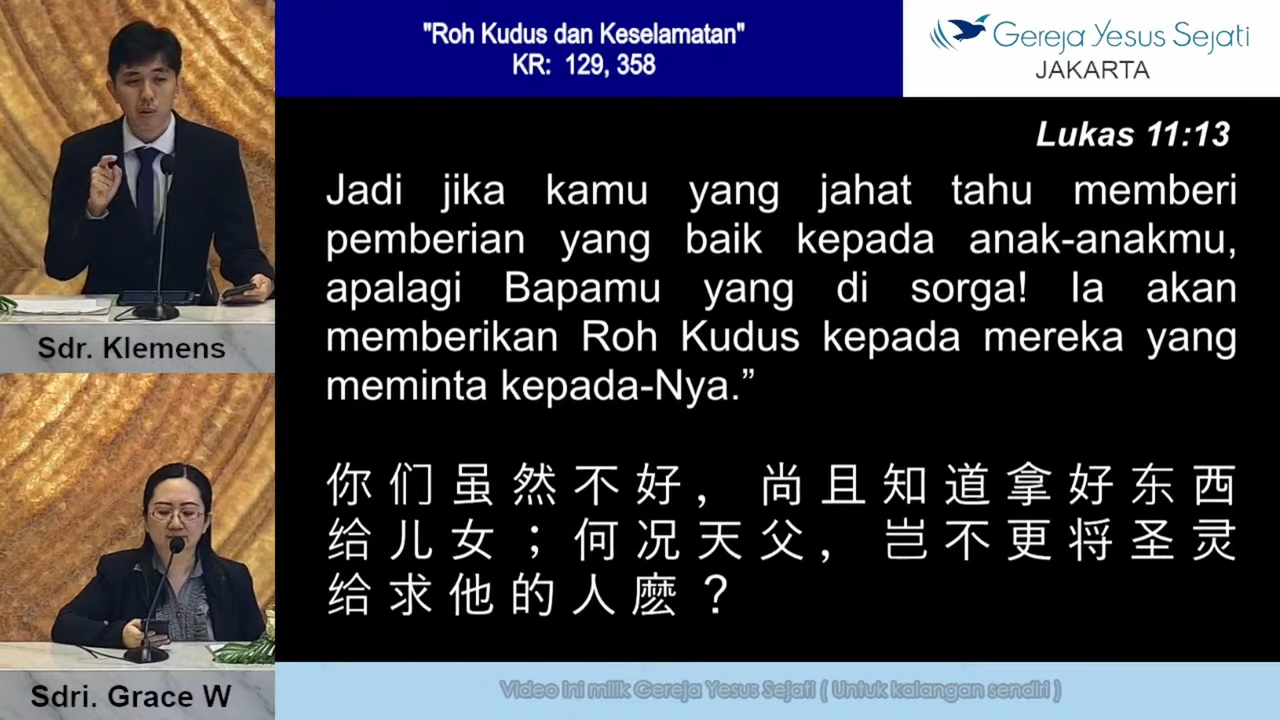 "Roh Kudus dan Keselamatan"
KR: 129, 358
Gereja Yesus Sejati
JAKARTA
Lukas 11:13
Jadi jika kamu yang jahat tahu memberi
pemberian yang baik kepada anak-anakmu,
apalagi Bapamu yang di sorga! Ia akan
memberikan Roh Kudus kepada mereka yang
meminta kepada-Nya.”
你们虽然不好，尚且知道拿好东西
给儿女；何况天父，岂不更将圣灵
给求他的人麽？
Sdr. Klemens
Sdri. Grace W
Video ini milik Gereja Yesus Sejati ( Untuk kalangan sendiri )